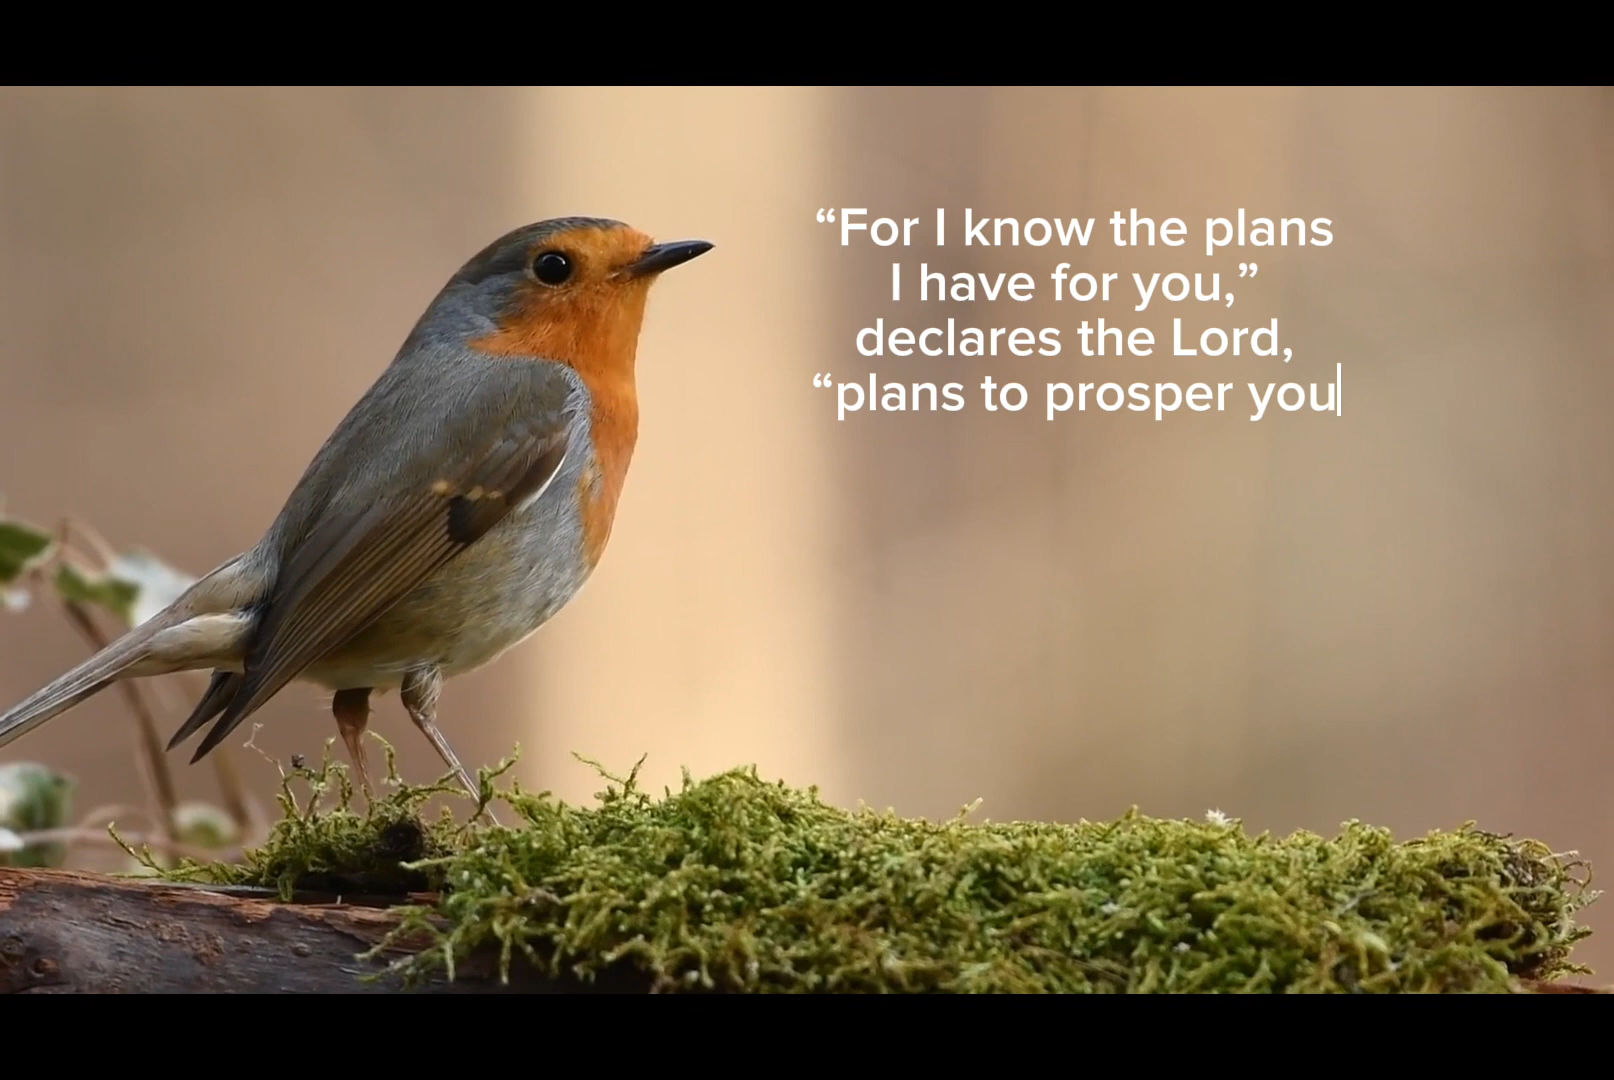 “For I know the plans
I have for you,”
declares the Lord,
“plans to prosper you